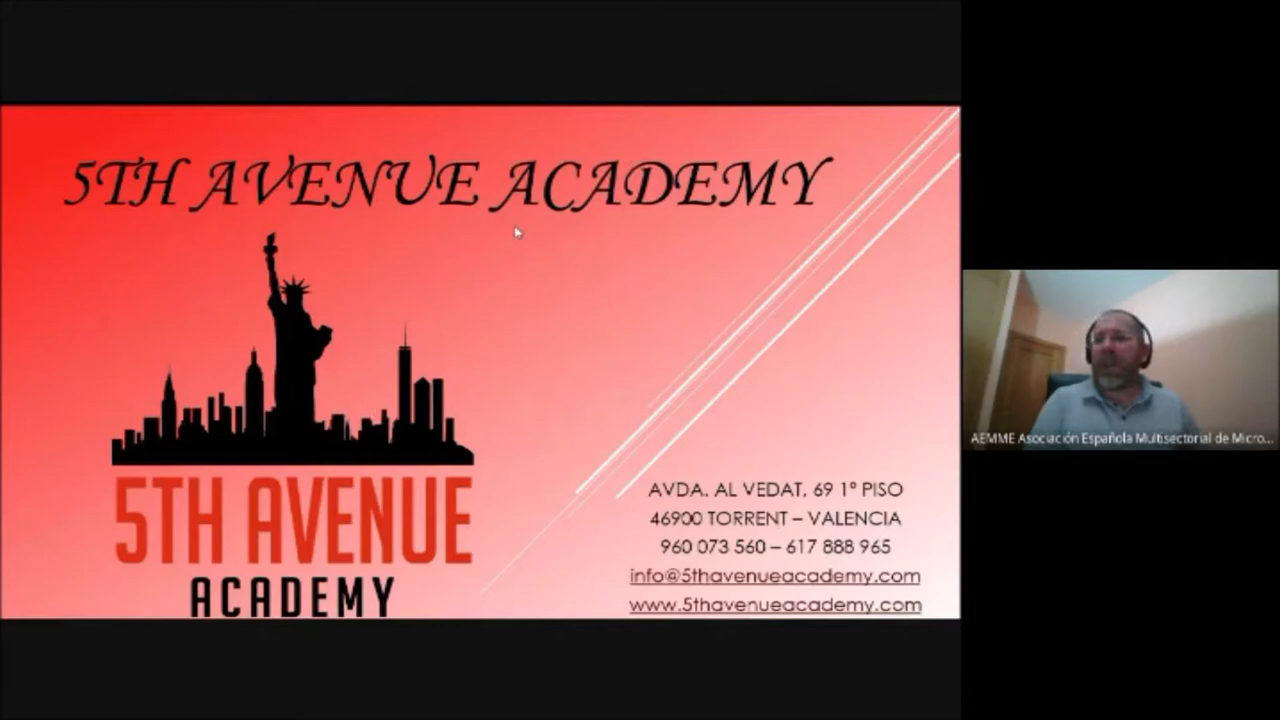 5TH AVENUE ACADEMY
5TH AVENUE
ACADEMY
AVDA. AL VEDAT, 69 1º PISO
46900 TORRENT – VALENCIA
960 073 560 – 617 888 965
info@5thavenueacademy.com
www.5thavenueacademy.com
AEMME Asociación Española Multisectorial de Micro...